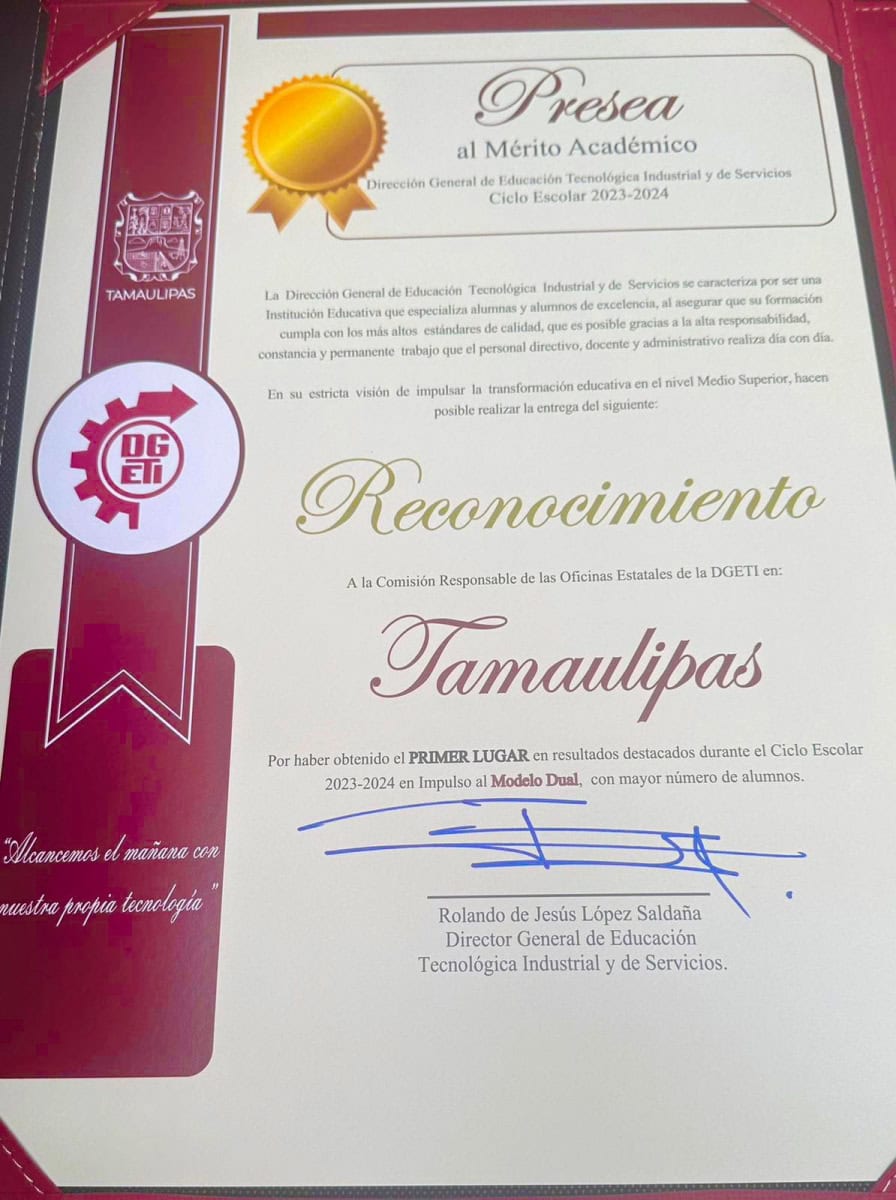 Presea
al Mérito Académico
Dirección General de Educación Tecnológica Industrial y de Servicios
Ciclo Escolar 2023-2024
TAMAULIPAS
La Dirección General de Educación Tecnológica Industrial y de Servicios se caracteriza por ser una
Institución Educativa que especializa alumnas y alumnos de excelencia, al asegurar que su formación
cumpla con los más altos estándares de calidad, que es posible gracias a la alta responsabilidad,
constancia y permanente trabajo que el personal directivo, docente y administrativo realiza día con día.
En su estricta visión de impulsar la transformación educativa en el nivel Medio Superior, hacen
posible realizar la entrega del siguiente:
DG
ETI
Reconocimiento
A la Comisión Responsable de las Oficinas Estatales de la DGETI en:
Tamaulipas
Por haber obtenido el PRIMER LUGAR en resultados destacados durante el Ciclo Escolar
2023-2024 en Impulso al Modelo Dual, con mayor número de alumnos.
"Alcancemos el mañana con
nuestra propia tecnología"
Rolando de Jesús López Saldaña
Director General de Educación
Tecnológica Industrial y de Servicios.